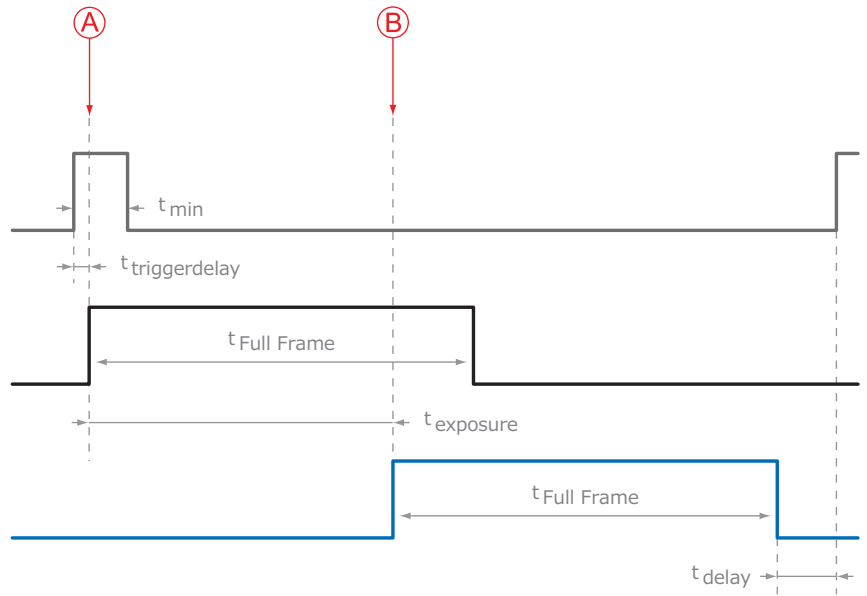 A
B
t min
t triggerdelay
t Full Frame
t exposure
t Full Frame
t delay